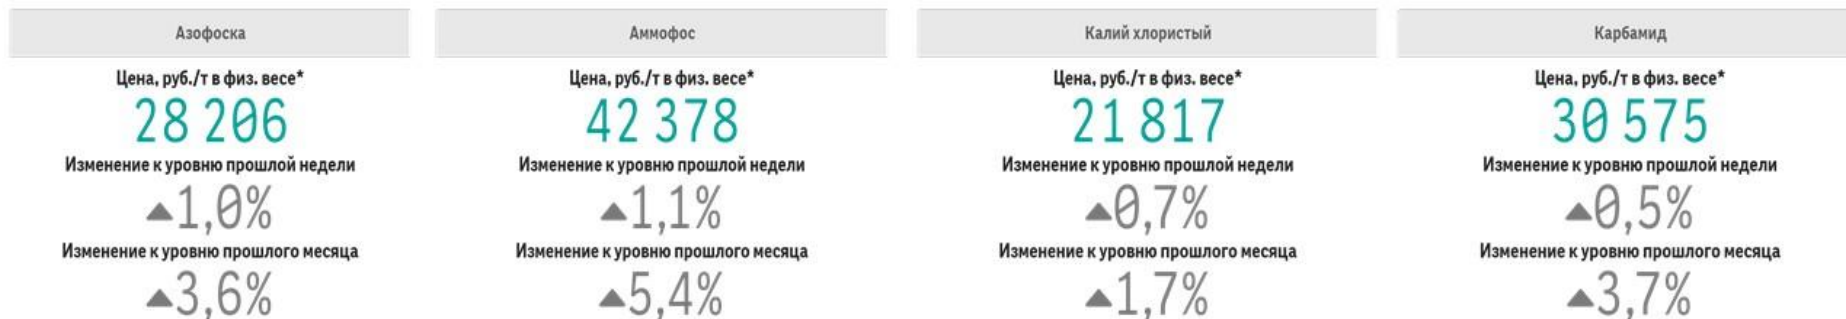 Азофоска
Цена, руб./т в физ. весе*
28 206
Изменение к уровню прошлой недели
▲1,0%
Изменение к уровню прошлого месяца
▲3,6%
Аммофос
Цена, руб./т в физ. весе*
42 378
Изменение к уровню прошлой недели
▲1,1%
Изменение к уровню прошлого месяца
▲5,4%
Калий хлористый
Цена, руб./т в физ. весе*
21 817
Изменение к уровню прошлой недели
▲0,7%
Изменение к уровню прошлого месяца
▲1,7%
Карбамид
Цена, руб./т в физ. весе*
30 575
Изменение к уровню прошлой недели
▲0,5%
Изменение к уровню прошлого месяца
▲3,7%